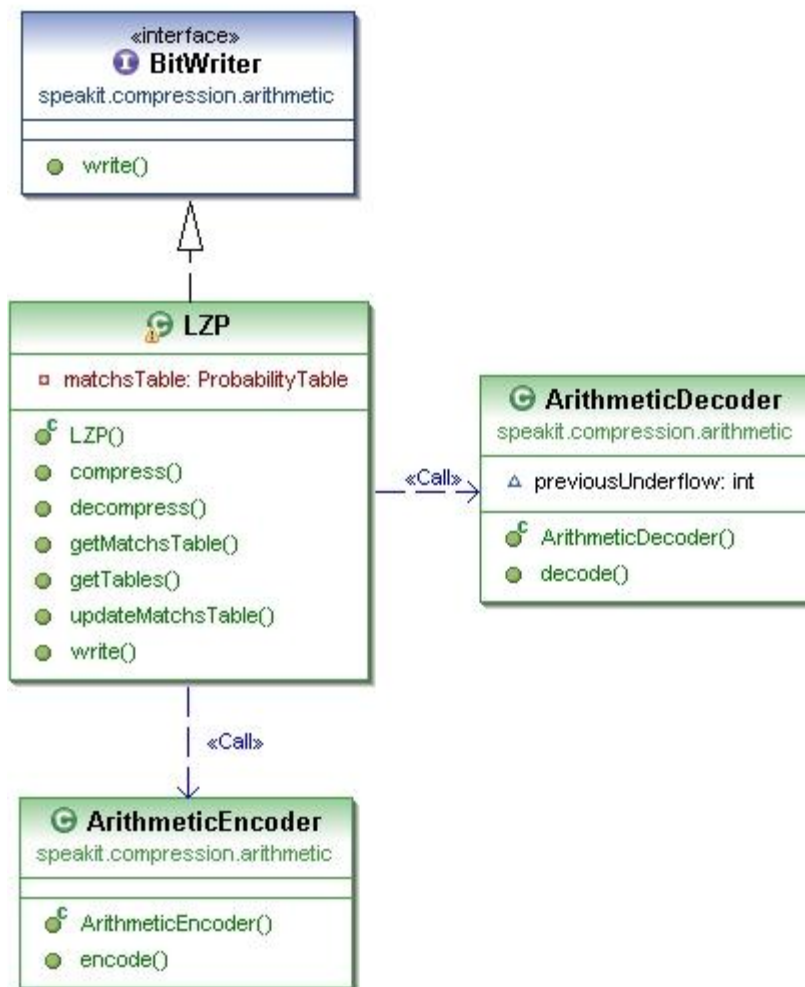 «interface»
BitWriter
speakit.compression.arithmetic
write()
LZP
matchsTable: ProbabilityTable
LZP()
compress()
decompress()
getMatchsTable()
getTables()
updateMatchsTable()
write()
«Call»
ArithmeticDecoder
speakit.compression.arithmetic
previousUnderflow: int
ArithmeticDecoder()
decode()
«Call»
ArithmeticEncoder
speakit.compression.arithmetic
ArithmeticEncoder()
encode()